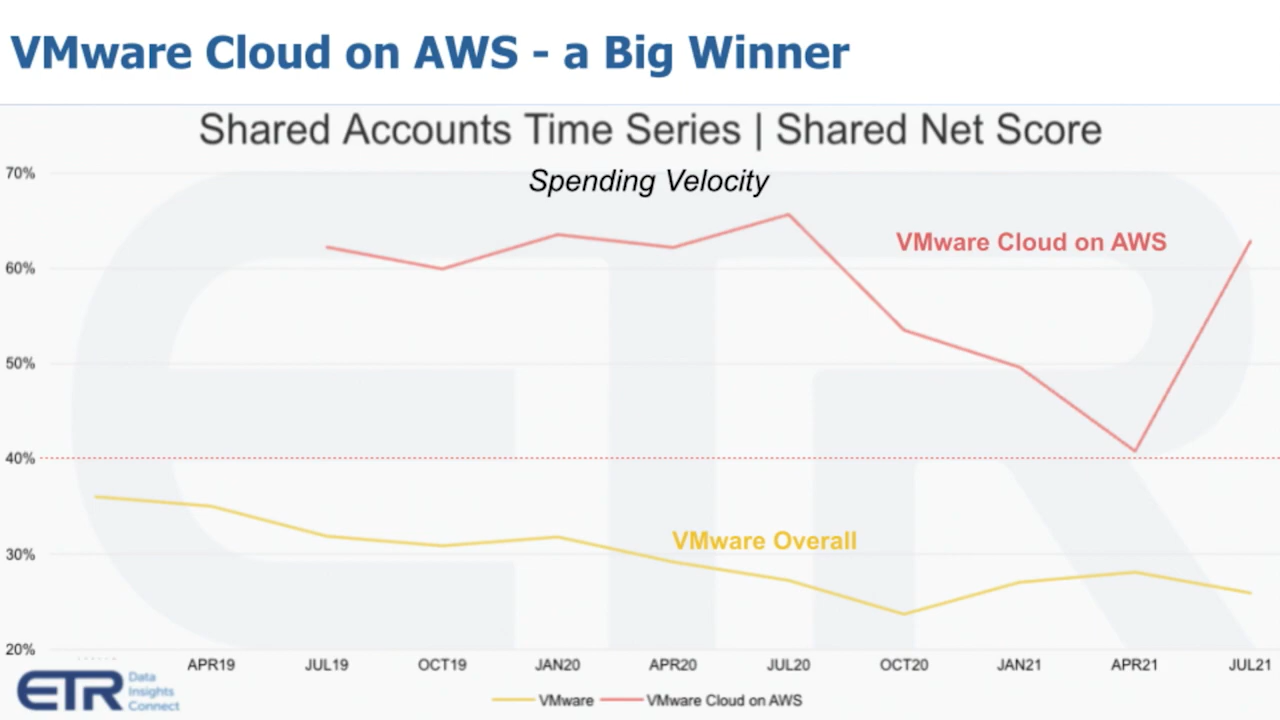 VMware Cloud on AWS - a Big Winner
Shared Accounts Time Series | Shared Net Score
Spending Velocity
70%
VMware Cloud on AWS
60%
50%
40%
VMware Overall
30%
20%
APR19 JUL19 OCT19 JAN20 APR20 JUL20 OCT20 JAN21 APR21 JUL21
ETR Data
Insights
Connect
VMware VMware Cloud on AWS
ETR